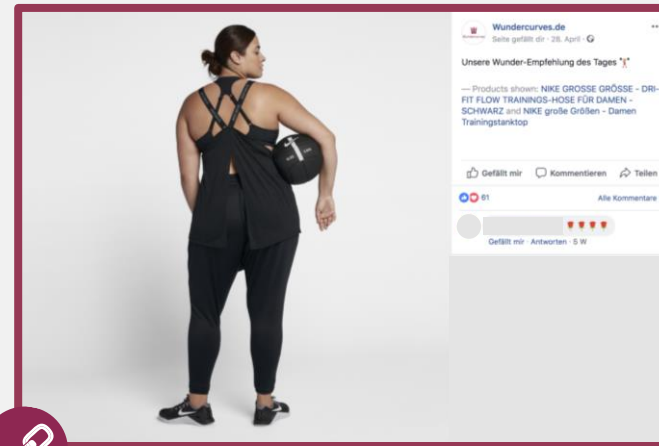 Wundercurves.de
Seite gefällt dir · 28. April ·
Unsere Wunder-Empfehlung des Tages
— Products shown: NIKE GROSSE GRÖSSE - DRI-
FIT FLOW TRAININGS-HOSE FÜR DAMEN -
SCHWARZ and NIKE große Größen - Damen
Trainingstanktop
Gefällt mir Kommentieren Teilen
61 Alle Kommentare
Gefällt mir · Antworten · 5 W